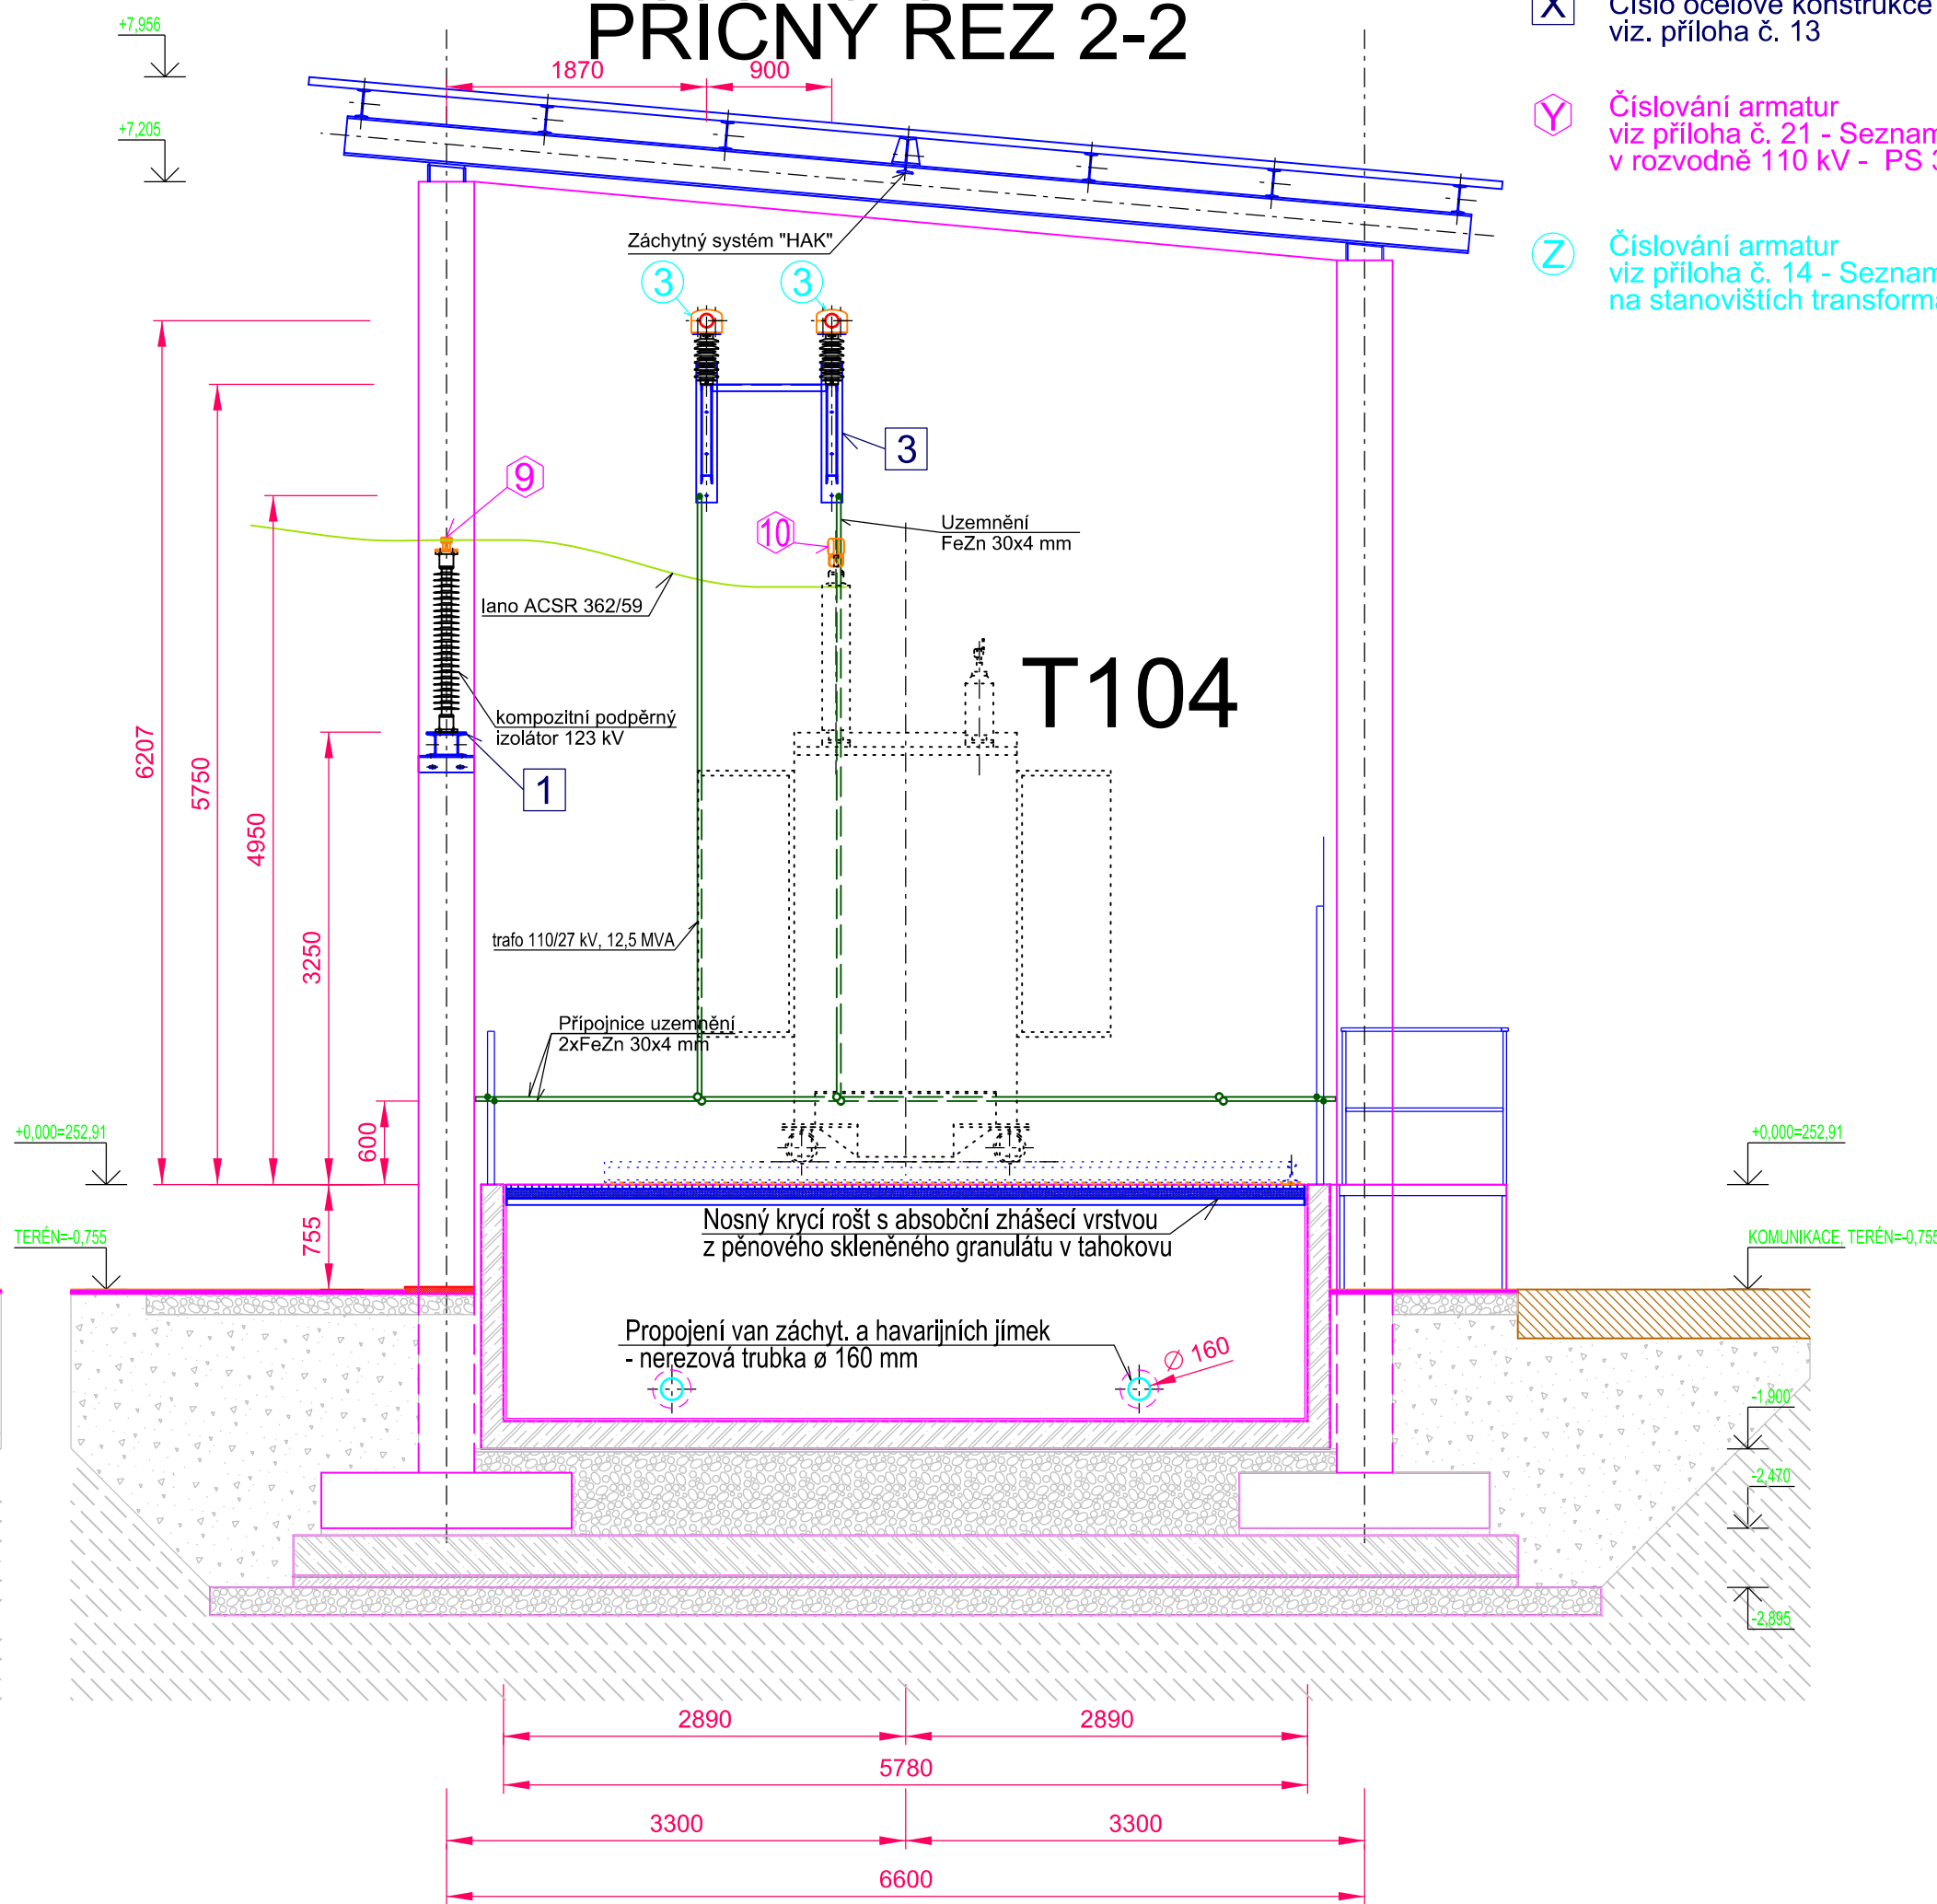 PŘÍČNÝ ŘEZ 2-2
X
Číslo ocelové konstrukce
viz. příloha č. 13
Y
Číslování armatur
viz příloha č. 21 - Seznam
v rozvodně 110 kV - PS
Z
Číslování armatur
viz příloha č. 14 - Seznam
na stanovištích
+7,956
+7,205
1870
900
Záchytný systém "HAK"
3
3
3
9
10
Uzemnění
FeZn 30x4 mm
lano ACSR 362/59
T104
kompozitní podpěrný
izolátor 123 kV
1
6207
5750
4950
3250
600
755
trafo 110/27 kV, 12,5 MVA
Připojnice uzemnění
2xFeZn 30x4 mm
+0,000=252,91
+0,000=252,91
TERÉN=-0,755
KOMUNIKACE, TERÉN=-0,755
Nosný krycí rošt s absobční zhášecí vrstvou
z pěnového skleněného granulátu v tahokovu
Propojení van záchyt. a havarijních jímek
- nerezová trubka ø 160 mm
∅ 160
-1,900
-2,470
-2,895
2890
2890
5780
3300
3300
6600